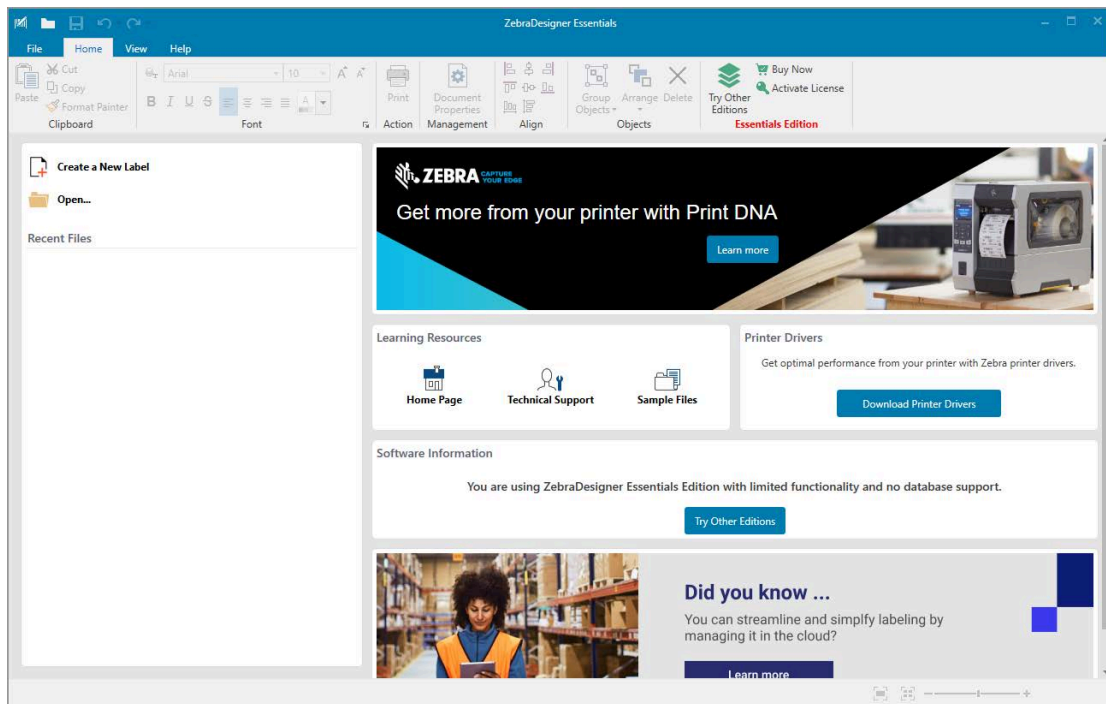 ZebraDesigner Essentials
File Home View Help
Paste
Cut
Copy
Format Painter
Clipboard
Arial 10
B I U S
Font
Print
Action
Document
Properties
Management
Align
Group
Objects
Arrange
Delete
Objects
Try Other
Editions
Buy Now
Activate License
Essentials Edition
Create a New Label
Open...
Recent Files
ZEBRA CAPTURE
YOUR EDGE
Get more from your printer with Print DNA
Learn more
Learning Resources
Home Page Technical Support Sample Files
Printer Drivers
Get optimal performance from your printer with Zebra printer drivers.
Download Printer Drivers
Software Information
You are using ZebraDesigner Essentials Edition with limited functionality and no database support.
Try Other Editions
Did you know ...
You can streamline and simplfy labeling by
managing it in the cloud?
Learn more